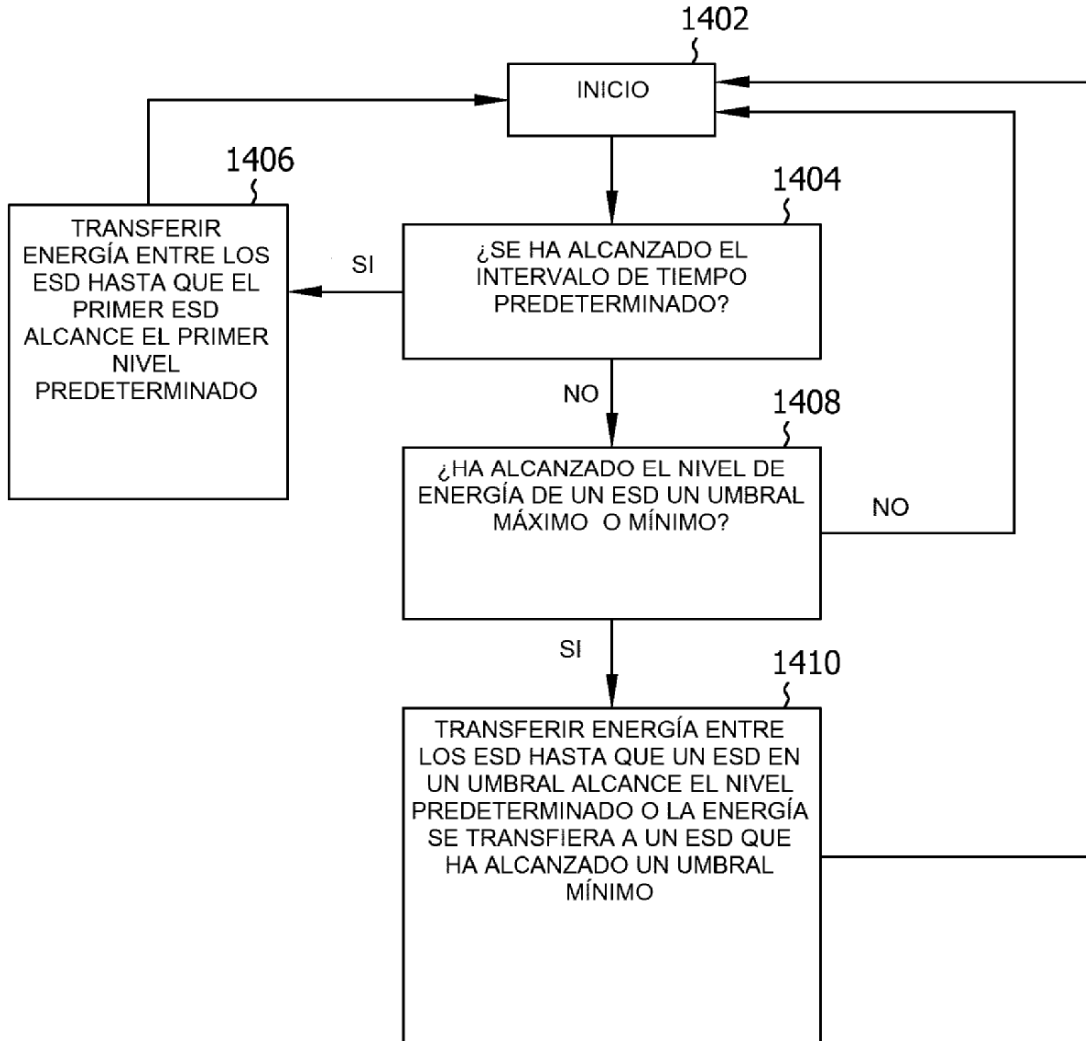 1402
INICIO
1406
TRANSFERIR
ENERGÍA ENTRE LOS
ESD HASTA QUE EL
PRIMER ESD
ALCANCE EL PRIMER
NIVEL
PREDETERMINADO
SI
1404
¿SE HA ALCANZADO EL
INTERVALO DE TIEMPO
PREDETERMINADO?
NO
1408
¿HA ALCANZADO EL NIVEL DE
ENERGÍA DE UN ESD UN UMBRAL
MÁXIMO O MÍNIMO?
NO
SI
1410
TRANSFERIR ENERGÍA ENTRE
LOS ESD HASTA QUE UN ESD EN
UN UMBRAL ALCANCE EL NIVEL
PREDETERMINADO O LA ENERGÍA
SE TRANSFIERA A UN ESD QUE
HA ALCANZADO UN UMBRAL
MÍNIMO